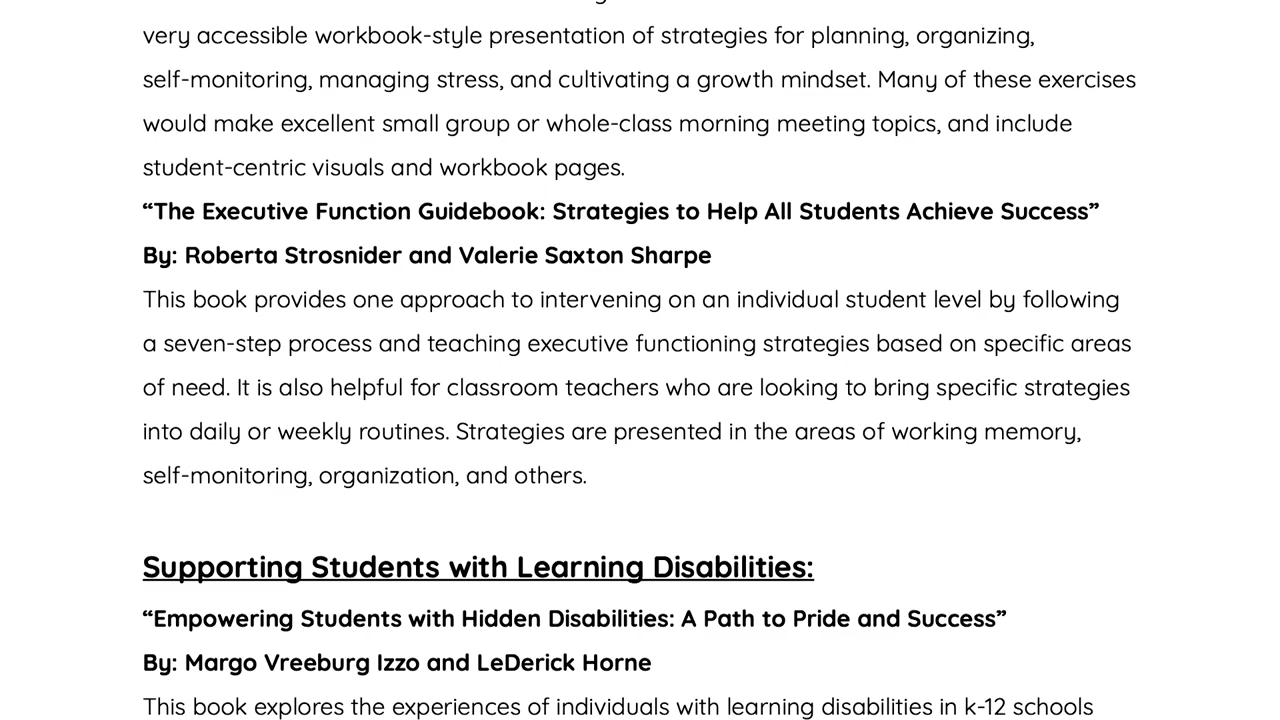 very accessible workbook-style presentation of strategies for planning, organizing,
self-monitoring, managing stress, and cultivating a growth mindset. Many of these exercises
would make excellent small group or whole-class morning meeting topics, and include
student-centric visuals and workbook pages.
“The Executive Function Guidebook: Strategies to Help All Students Achieve Success”
By: Roberta Strosnider and Valerie Saxton Sharpe
This book provides one approach to intervening on an individual student level by following
a seven-step process and teaching executive functioning strategies based on specific areas
of need. It is also helpful for classroom teachers who are looking to bring specific strategies
into daily or weekly routines. Strategies are presented in the areas of working memory,
self-monitoring, organization, and others.
Supporting Students with Learning Disabilities:
“Empowering Students with Hidden Disabilities: A Path to Pride and Success”
By: Margo Vreeburg Izzo and LeDerick Horne
This book explores the experiences of individuals with learning disabilities in k-12 schools